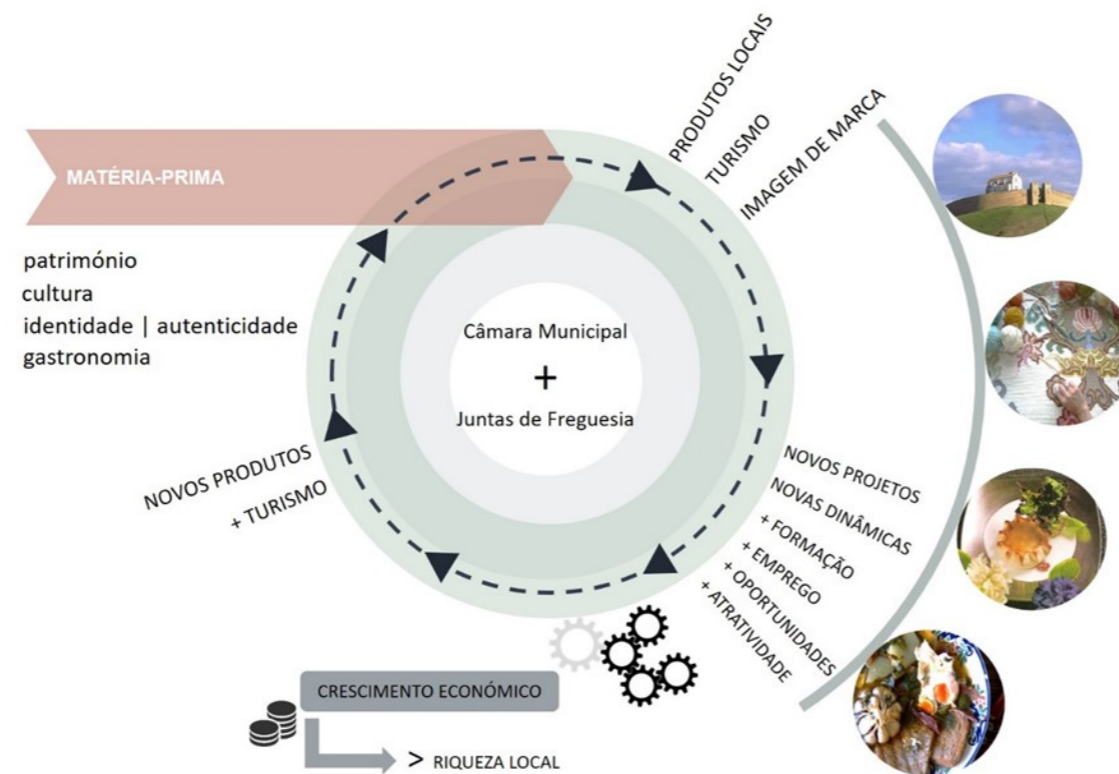 MATÉRIA-PRIMA
património
cultura
identidade | autenticidade
gastronomia
Câmara Municipal
+
Juntas de Freguesia
PRODUTOS LOCAIS
TURISMO
IMAGEM DE MARCA
NOVOS PROJETOS
NOVAS DINÂMICAS
+ FORMAÇÃO
+ EMPREGO
+ OPORTUNIDADES
+ ATRATIVIDADE
CRESCIMENTO ECONÓMICO
> RIQUEZA LOCAL
NOVOS PRODUTOS
+ TURISMO